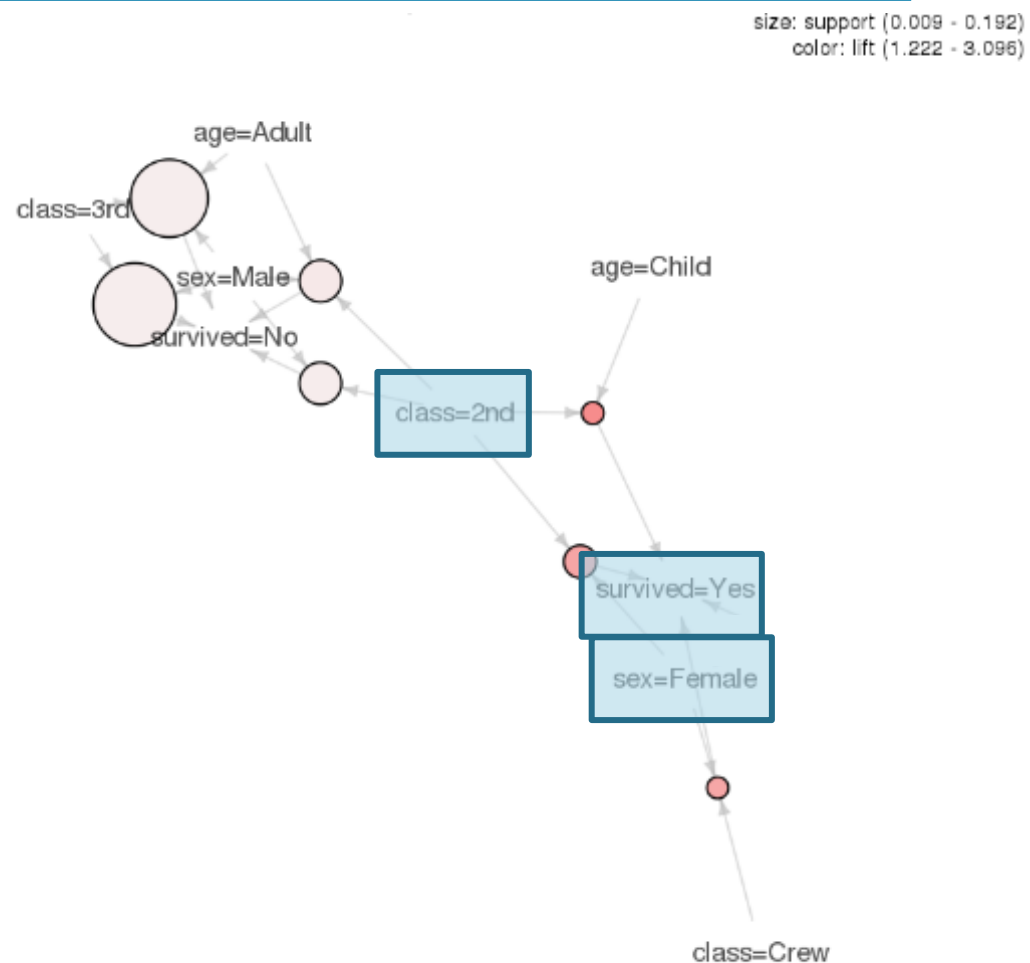 size: support (0.009 - 0.192)
color: lift (1.222 - 3.096)
age=Adult
class=3rd
age=Child
sex=Male
survived=No
class=2nd
survived=Yes
sex=Female
class=Crew